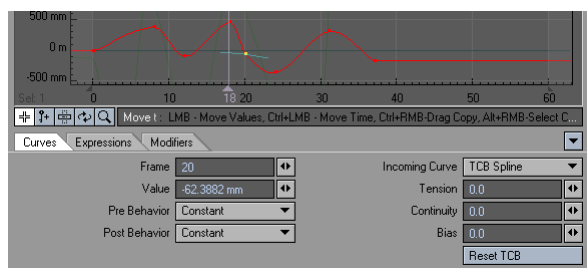 500 mm
0 m
-500 mm
Sel: 1 0 10 18 20 30 40 50 60
Move t : LMB - Move Values, Ctrl+LMB - Move Time, Ctrl+RMB-Drag Copy, Alt+RMB-Select C...
Curves Expressions Modifiers
Frame 20 Incoming Curve TCB Spline
Value -62.3882 mm Tension 0.0
Pre Behavior Constant Continuity 0.0
Post Behavior Constant Bias 0.0
Reset TCB